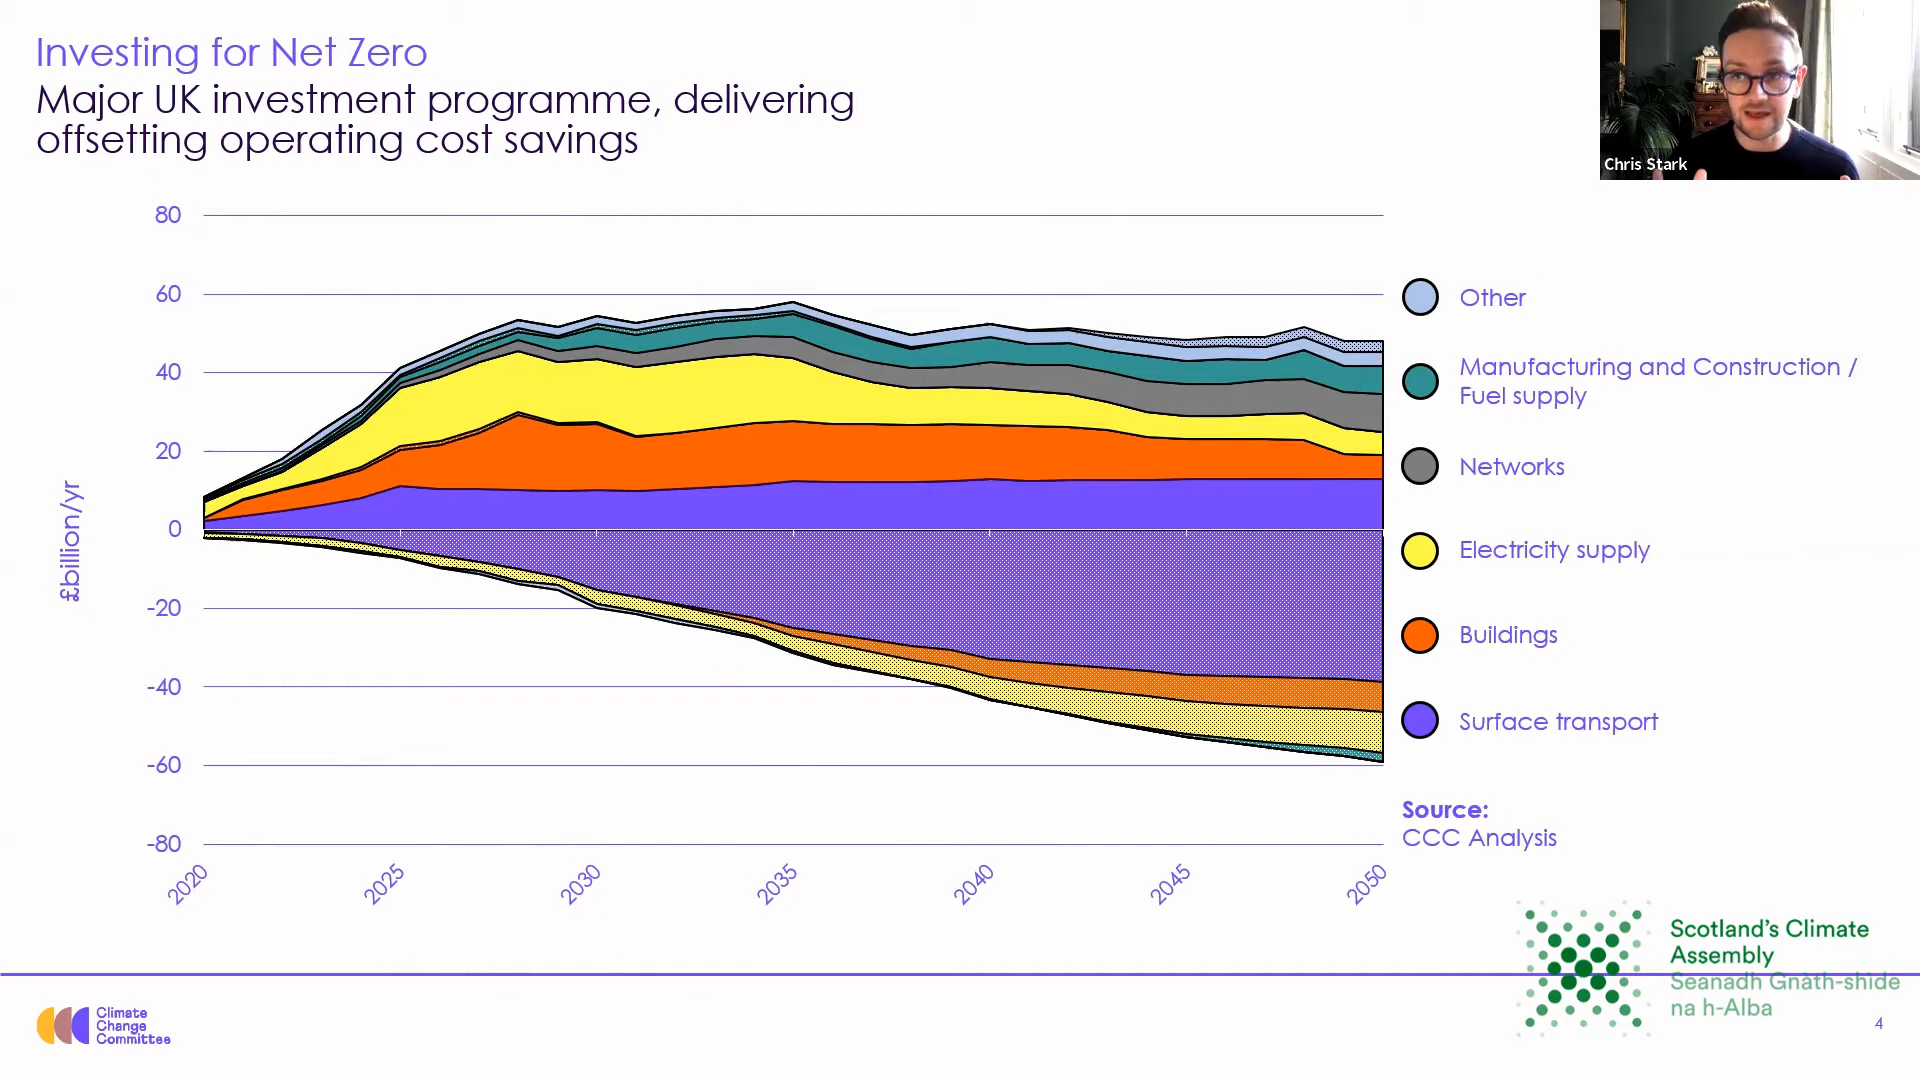 Investing for Net Zero
Major UK investment programme, delivering
offsetting operating cost savings
Chris Stark
£billion/yr
80
60
40
20
0
-20
-40
-60
-80
2020
2025
2030
2035
2040
2045
2050
Other
Manufacturing and Construction /
Fuel supply
Networks
Electricity supply
Buildings
Surface transport
Source:
CCC Analysis
Scotland's Climate
Assembly
Seanadh Gnàth-shìde
na h-Alba
Climate
Change
Committee
4